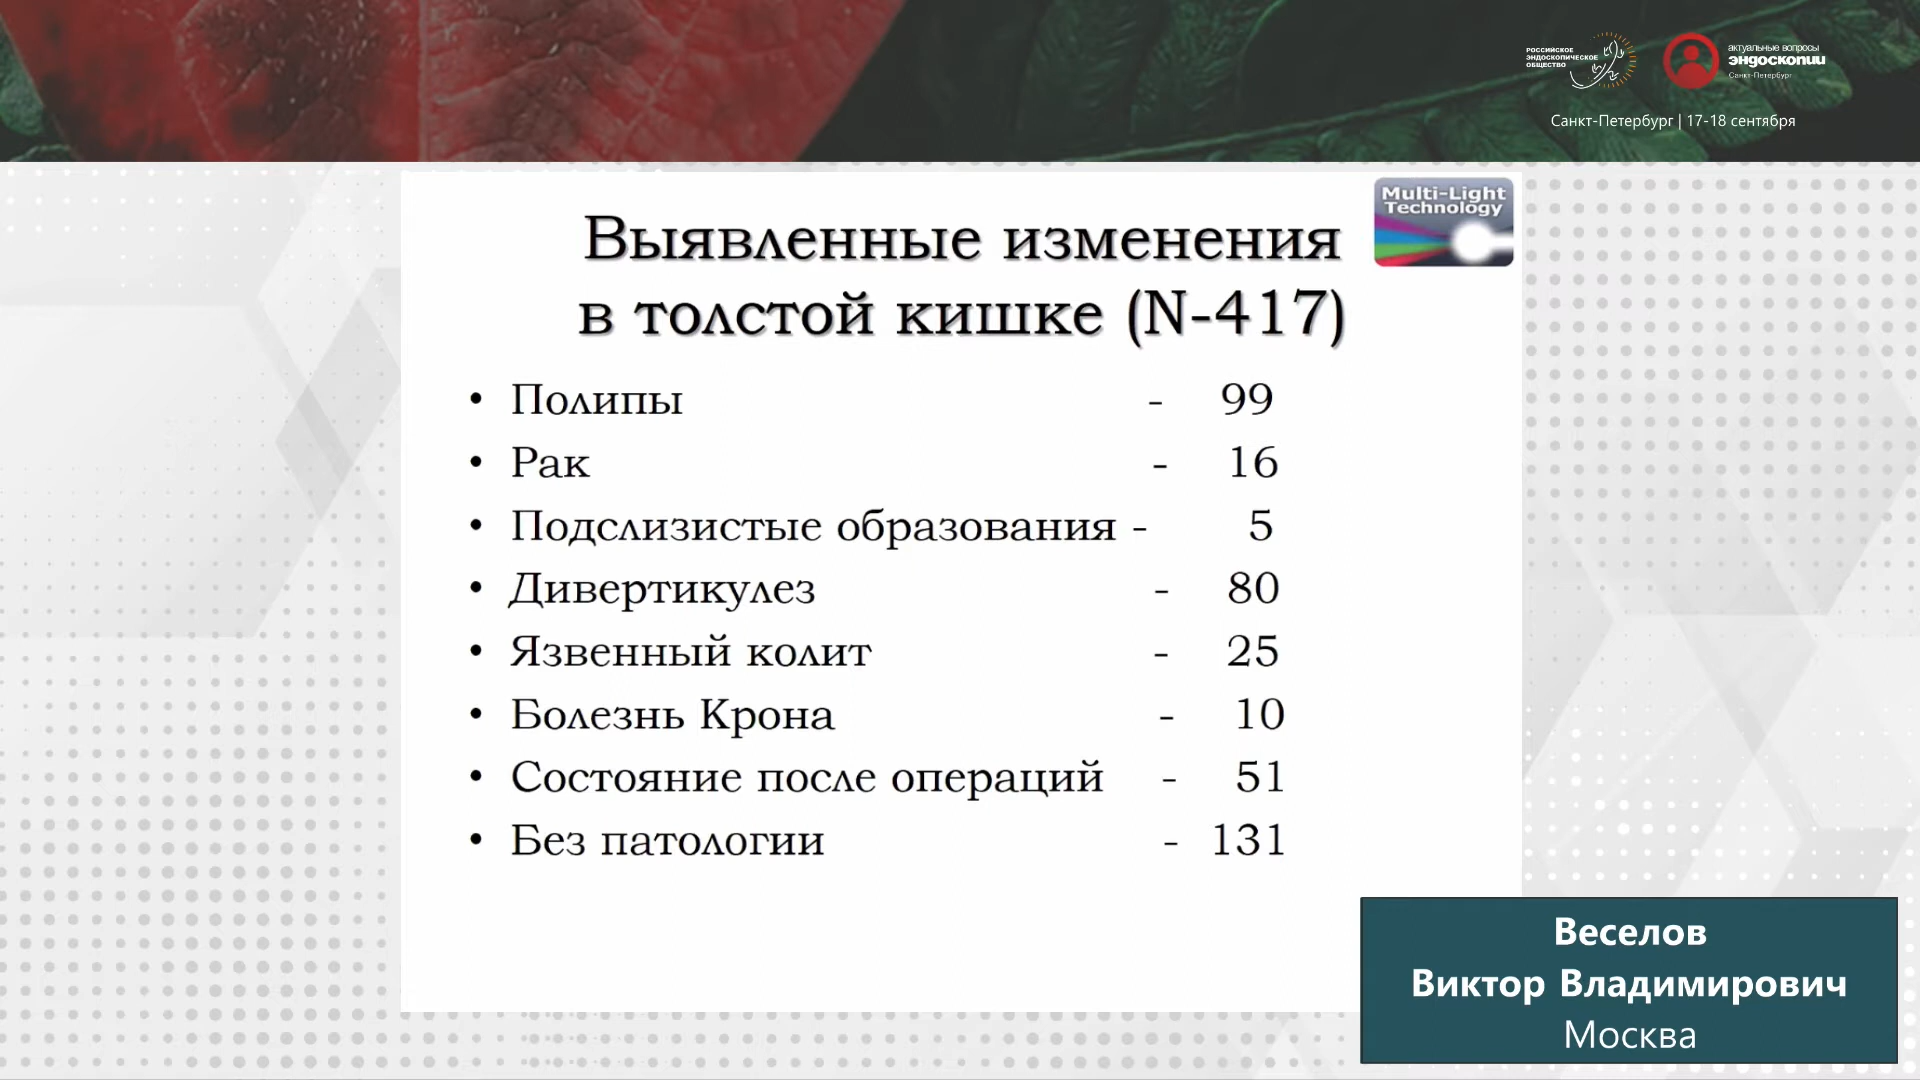 РОССИЙСКОЕ
ЭНДОСКОПИЧЕСКОЕ
ОБЩЕСТВО
актуальные вопросы
эндоскопии
Санкт-Петербург
Санкт-Петербург | 17-18 сентября
Multi-Light
Technology
Выявленные изменения
в толстой кишке (N-417)
• Полипы - 99
• Рак - 16
• Подслизистые образования - 5
• Дивертикулез - 80
• Язвенный колит - 25
• Болезнь Крона - 10
• Состояние после операций - 51
• Без патологии - 131
Веселов
Виктор Владимирович
Москва